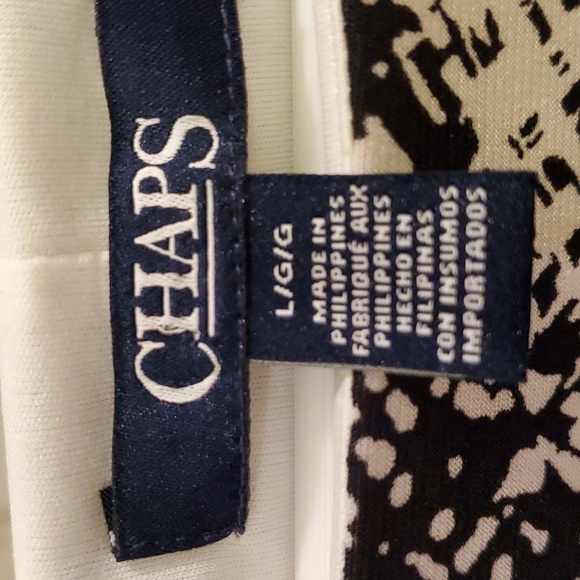 CHAPS
L/G/G
MADE IN
PHILIPPINES
FABRIQUÉ AUX
PHILIPPINES
HECHO EN
FILIPINAS
CON INSUMOS
IMPORTADOS